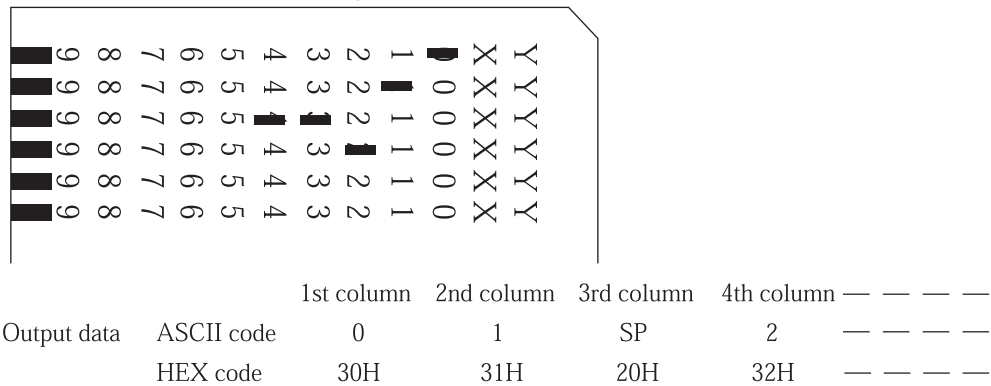 9 8 7 6 5 4 3 2 1 X Y
9 8 7 6 5 4 3 2 0 X Y
9 8 7 6 5 2 1 0 X Y
9 8 7 6 5 4 3 1 0 X Y
9 8 7 6 5 4 3 2 1 0 X Y
9 8 7 6 5 4 3 2 1 0 X Y
1st column 2nd column 3rd column 4th column — — — —
Output data ASCII code 0 1 SP 2 — — — —
HEX code 30H 31H 20H 32H — — — —